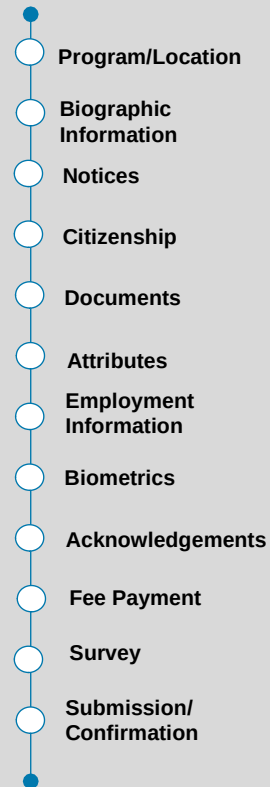 Program/Location
Biographic
Information
Notices
Citizenship
Documents
Attributes
Employment
Information
Biometrics
Acknowledgements
Fee Payment
Survey
Submission/
Confirmation